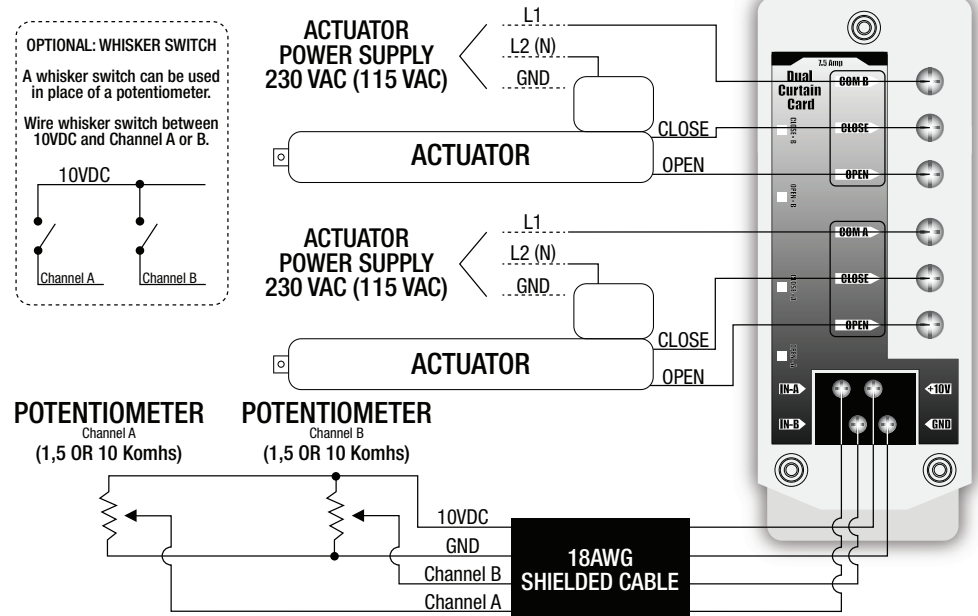 OPTIONAL: WHISKER SWITCH
A whisker switch can be used
in place of a potentiometer.
Wire whisker switch between
10VDC and Channel A or B.
10VDC
Channel A
Channel B
ACTUATOR
POWER SUPPLY
230 VAC (115 VAC)
L1
L2 (N)
GND
ACTUATOR
CLOSE
OPEN
ACTUATOR
POWER SUPPLY
230 VAC (115 VAC)
L1
L2 (N)
GND
ACTUATOR
CLOSE
OPEN
7.5 Amp
Dual
Curtain
Card
COM B
CLOSE
OPEN
CLOSE - B
OPEN - B
COM A
CLOSE
OPEN
CLOSE - A
OPEN - A
IN-A
IN-B
+10V
GND
POTENTIOMETER
Channel A
(1,5 OR 10 Komhs)
POTENTIOMETER
Channel B
(1,5 OR 10 Komhs)
10VDC
GND
Channel B
Channel A
18AWG
SHIELDED CABLE